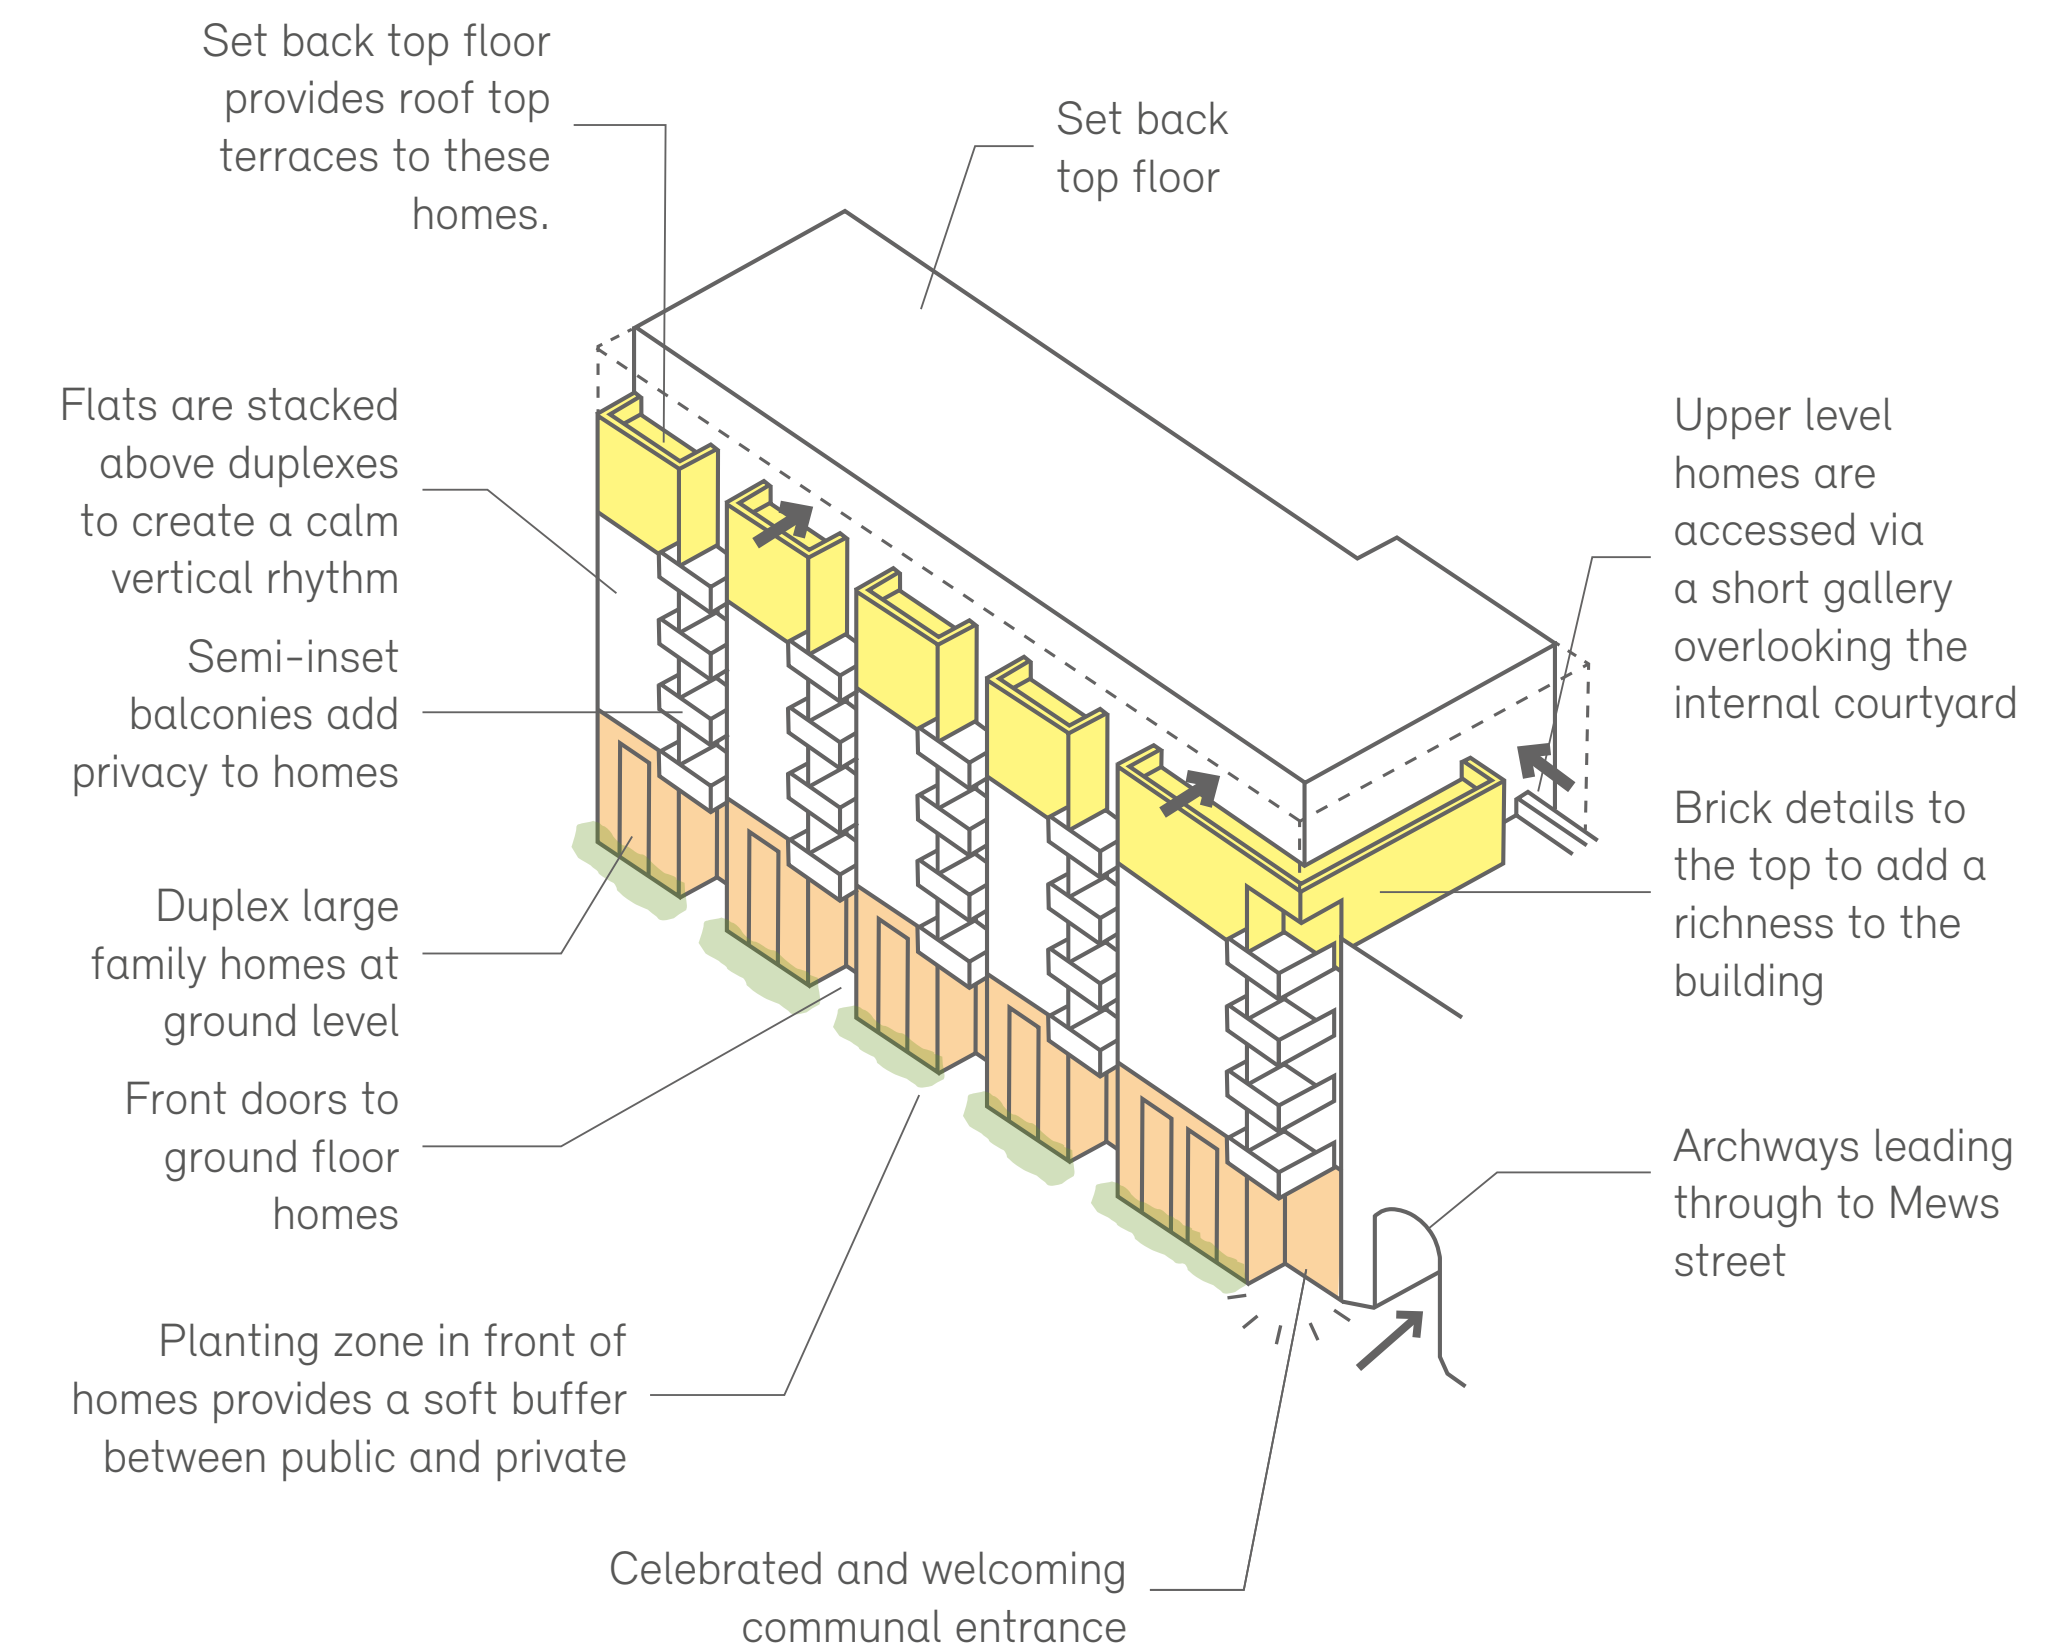 Set back top floor
provides roof top
terraces to these
homes.
Set back
top floor
Flats are stacked
above duplexes
to create a calm
vertical rhythm
Semi-inset
balconies add
privacy to homes
Duplex large
family homes at
ground level
Front doors to
ground floor
homes
Planting zone in front of
homes provides a soft buffer
between public and private
Celebrated and welcoming
communal entrance
Upper level
homes are
accessed via
a short gallery
overlooking the
internal courtyard
Brick details to
the top to add a
richness to the
building
Archways leading
through to Mews
street